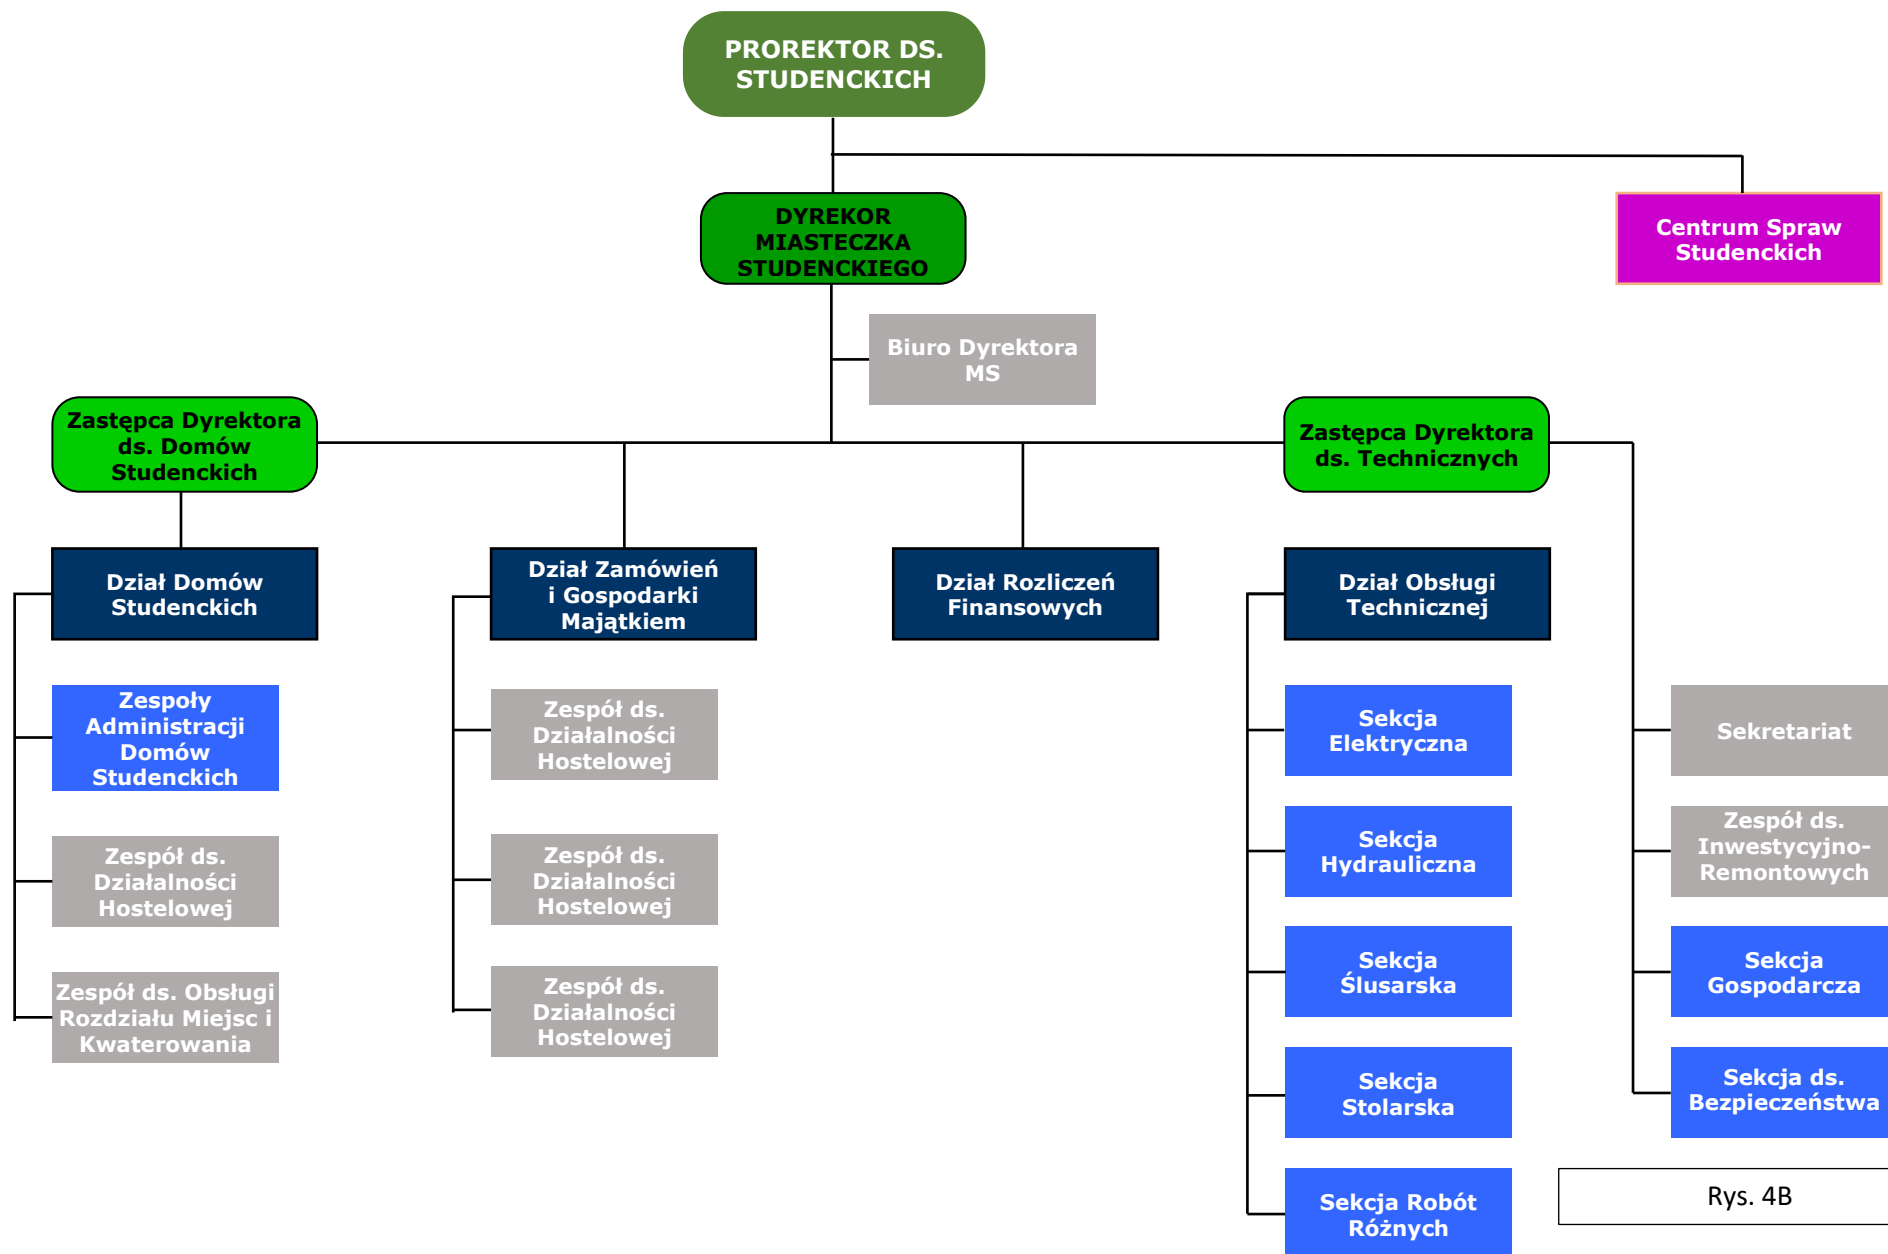 PROREKTOR DS.
STUDENCKICH
DYREKOR
MIASTECZKA
STUDENCKIEGO
Centrum Spraw
Studenckich
Biuro Dyrektora
MS
Zastępca Dyrektora
ds. Domów
Studenckich
Zastępca Dyrektora
ds. Technicznych
Dział Domów
Studenckich
Dział Zamówień
i Gospodarki
Majątkiem
Dział Rozliczeń
Finansowych
Dział Obsługi
Technicznej
Zespoły
Administracji
Domów
Studenckich
Zespół ds.
Działalności
Hostelowej
Zespół ds. Obsługi
Rozdziału Miejsc i
Kwaterowania
Zespół ds.
Działalności
Hostelowej
Zespół ds.
Działalności
Hostelowej
Zespół ds.
Działalności
Hostelowej
Sekcja
Elektryczna
Sekcja
Hydrauliczna
Sekcja
Ślusarska
Sekcja
Stolarska
Sekcja Robót
Różnych
Sekretariat
Zespół ds.
Inwestycyjno-
Remontowych
Sekcja
Gospodarcza
Sekcja ds.
Bezpieczeństwa
Rys. 4B